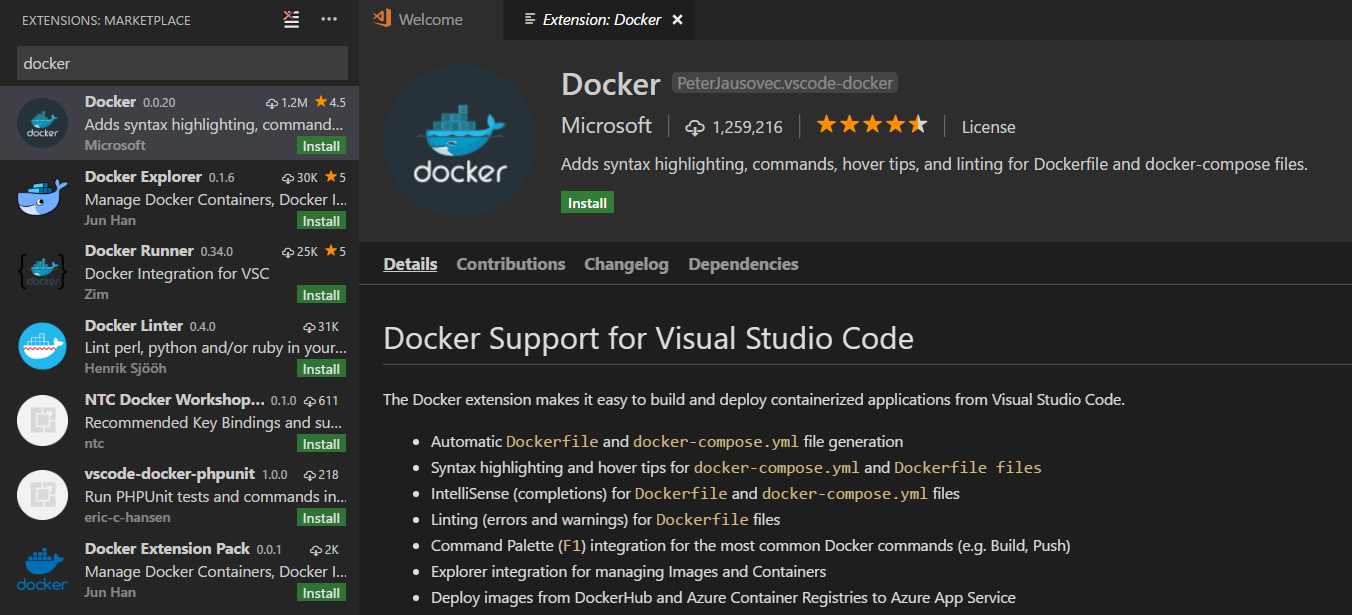 EXTENSIONS: MARKETPLACE
docker
Docker 0.0.20 1.2M 4.5
Adds syntax highlighting, command...
Microsoft Install
docker
Docker Explorer 0.1.6 30K 5
Manage Docker Containers, Docker I...
Jun Han Install
Docker Runner 0.34.0 25K 5
Docker Integration for VSC
Zim Install
docker
Docker Linter 0.4.0 31K
Lint perl, python and/or ruby in your...
Henrik Sjööh Install
NTC Docker Workshop... 0.1.0 611
Recommended Key Bindings and su...
ntc Install
vscode-docker-phpunit 1.0.0 218
Run PHPUnit tests and commands in...
eric-c-hansen Install
Docker Extension Pack 0.0.1 2K
Manage Docker Containers, Docker I...
Jun Han Install
docker
Welcome
Extension: Docker
docker
Docker PeterJausovec.vscode-docker
Microsoft 1,259,216 License
Adds syntax highlighting, commands, hover tips, and linting for Dockerfile and docker-compose files.
Install
Details Contributions Changelog Dependencies
Docker Support for Visual Studio Code
The Docker extension makes it easy to build and deploy containerized applications from Visual Studio Code.
• Automatic Dockerfile and docker-compose.yml file generation
• Syntax highlighting and hover tips for docker-compose.yml and Dockerfile files
• IntelliSense (completions) for Dockerfile and docker-compose.yml files
• Linting (errors and warnings) for Dockerfile files
• Command Palette (F1) integration for the most common Docker commands (e.g. Build, Push)
• Explorer integration for managing Images and Containers
• Deploy images from DockerHub and Azure Container Registries to Azure App Service